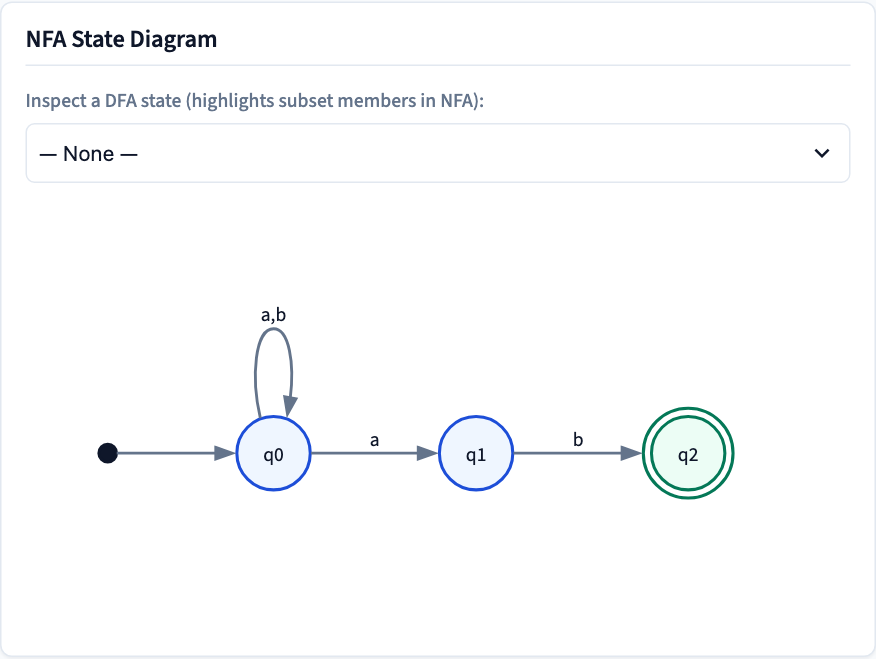 NFA State Diagram
Inspect a DFA state (highlights subset members in NFA):
— None —
a,b
a
b
q0
q1
q2